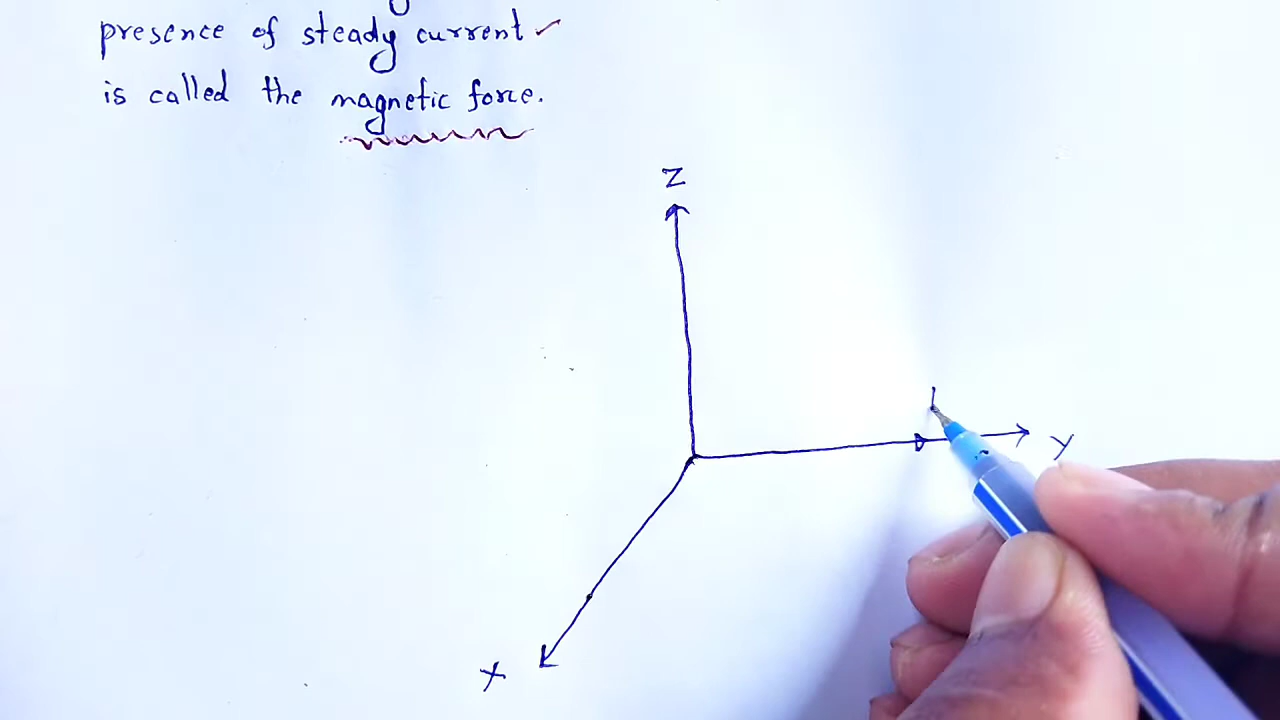 presence of steady current
is called the magnetic force.
Z
Y
X